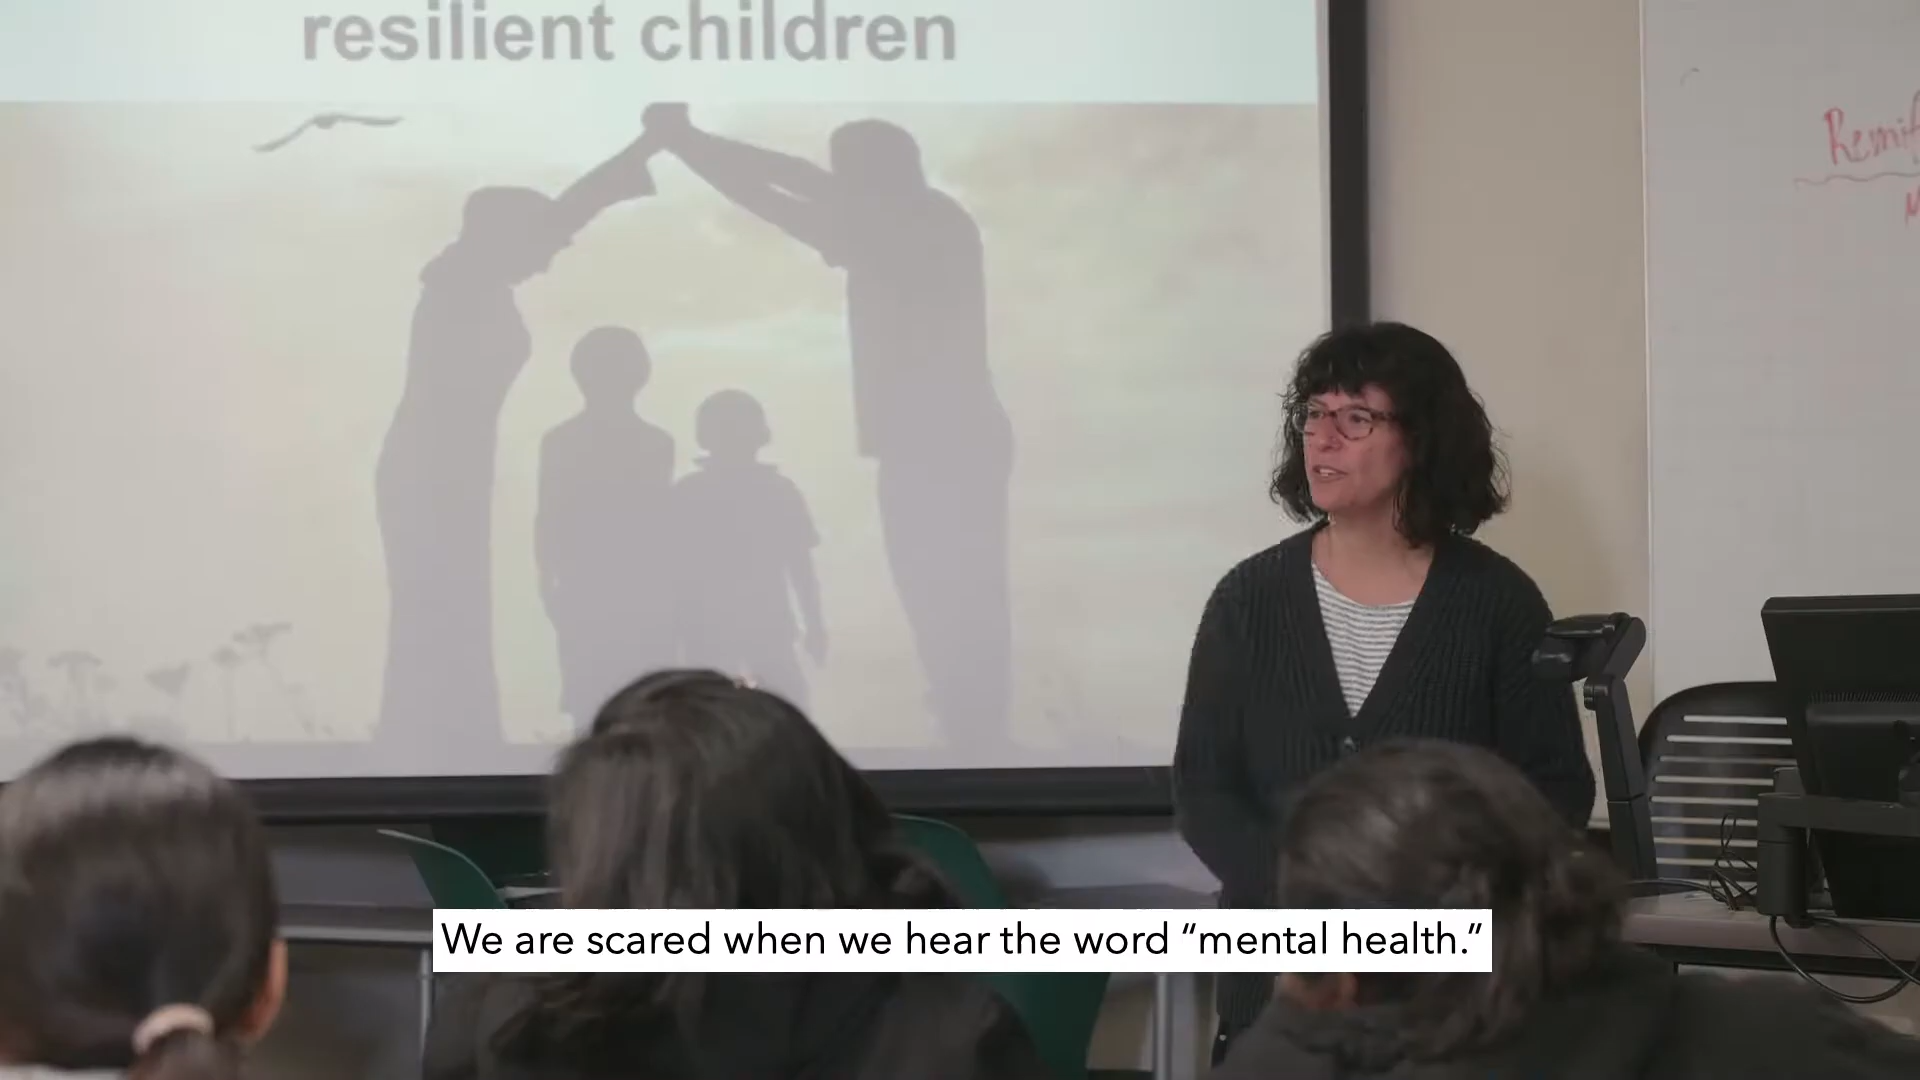 resilient children
We are scared when we hear the word “mental health.”